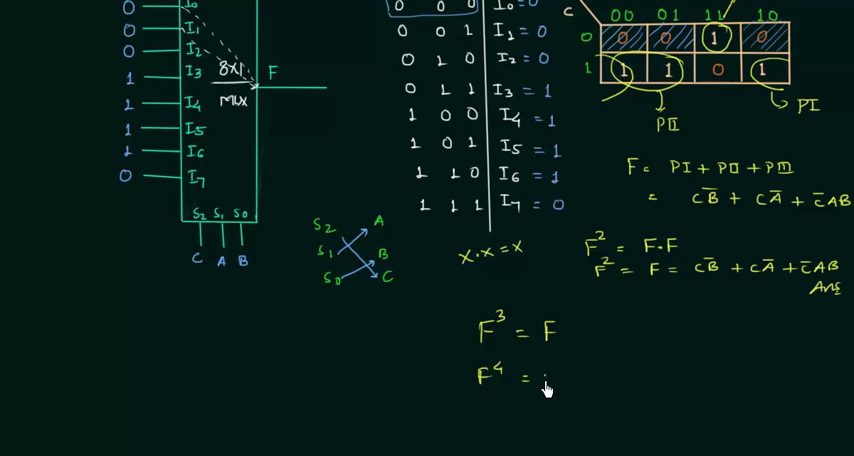 0 I0
0 I1
0 I2
1 I3
1 I4
1 I5
1 I6
0 I7
8X1
MUX
F
S2 S1 S0
C A B
0 0 0 I0 = 0
0 0 1 I1 = 0
0 1 0 I2 = 0
0 1 1 I3 = 1
1 0 0 I4 = 1
1 0 1 I5 = 1
1 1 0 I6 = 1
1 1 1 I7 = 0
S2 A
S1 B
S0 C
C 00 01 11 10
0 0 0 1 0
1 1 1 0 1
PI
PII
F = PI + PII + PIII
= CB̅ + CA̅ + C̅AB
x·x = x
F² = F·F
F² = F = CB̅ + CA̅ + C̅AB
Ans
F³ = F
F⁴ =